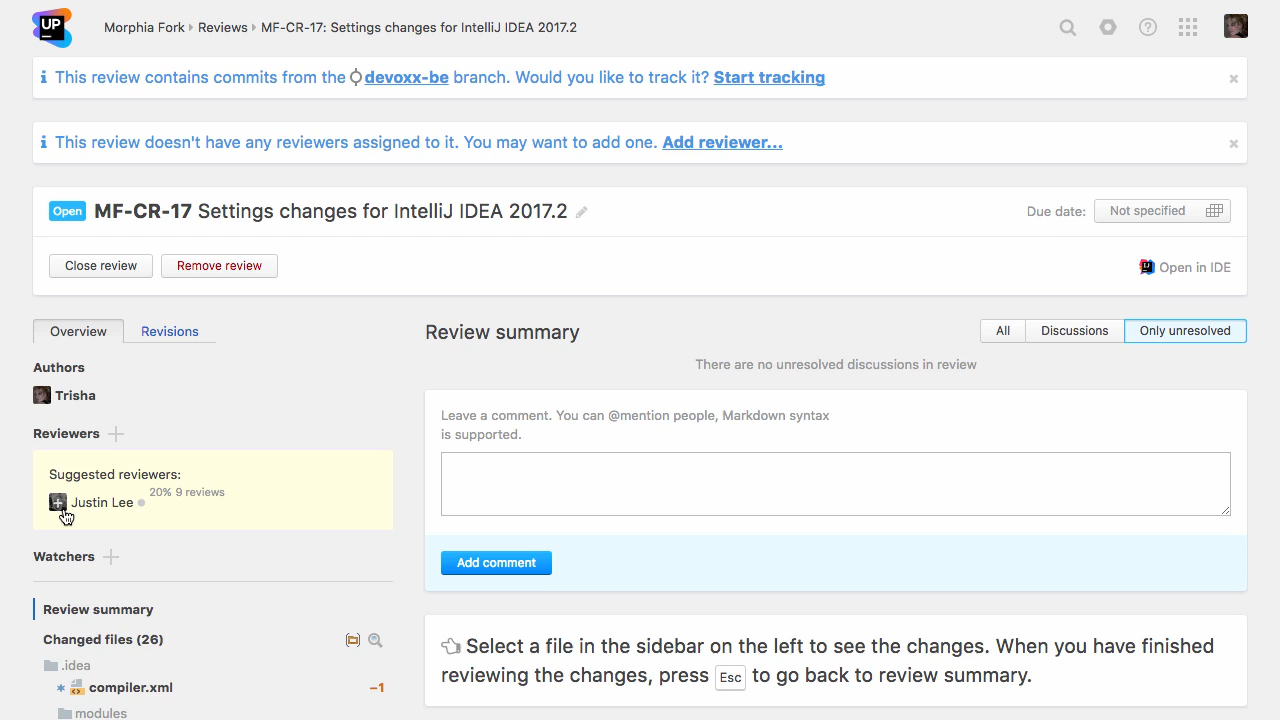 UP
Morphia Fork Reviews MF-CR-17: Settings changes for IntelliJ IDEA 2017.2
This review contains commits from the devoxx-be branch. Would you like to track it? Start tracking
This review doesn't have any reviewers assigned to it. You may want to add one. Add reviewer...
Open MF-CR-17 Settings changes for IntelliJ IDEA 2017.2
Due date: Not specified
Close review Remove review
Open in IDE
Overview Revisions
Authors
Trisha
Reviewers
Suggested reviewers:
Justin Lee 20% 9 reviews
Watchers
Review summary
Changed files (26)
.idea
compiler.xml −1
modules
Review summary
All Discussions Only unresolved
There are no unresolved discussions in review
Leave a comment. You can @mention people, Markdown syntax
is supported.
Add comment
Select a file in the sidebar on the left to see the changes. When you have finished
reviewing the changes, press Esc to go back to review summary.